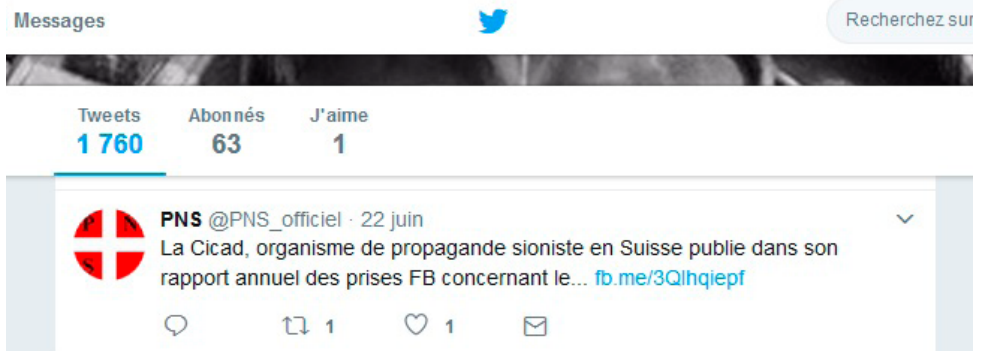 Messages
Recherchez sur
Tweets Abonnés J'aime
1 760 63 1
P N
S
PNS @PNS_officiel · 22 juin
La Cicad, organisme de propagande sioniste en Suisse publie dans son
rapport annuel des prises FB concernant le... fb.me/3Qlhqiepf
1 1